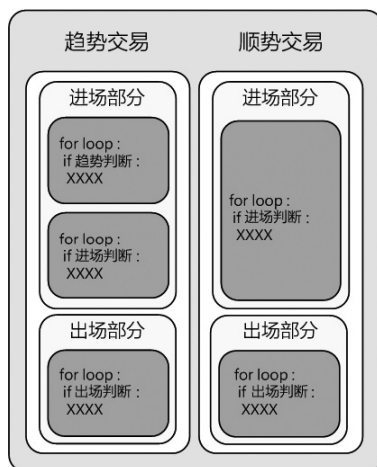 趋势交易
进场部分
for loop :
if 趋势判断 :
XXXX
for loop :
if 进场判断 :
XXXX
出场部分
for loop :
if 出场判断 :
XXXX
顺势交易
进场部分
for loop :
if 进场判断 :
XXXX
出场部分
for loop :
if 出场判断 :
XXXX